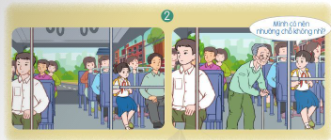 2
Mình có nên
nhường chỗ không nhỉ?